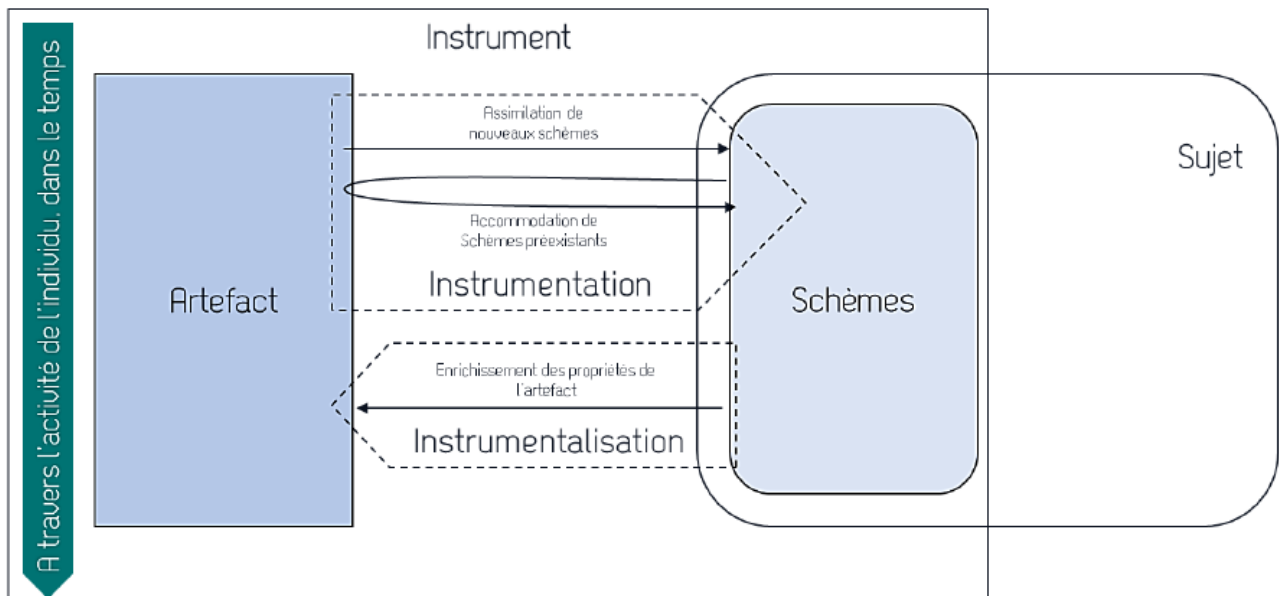 A travers l'activité de l'individu, dans le temps
Instrument
Artefact
Assimilation de
nouveaux schèmes
Accommodation de
Schèmes préexistants
Instrumentation
Enrichissement des propriétés de
l'artefact
Instrumentalisation
Schèmes
Sujet